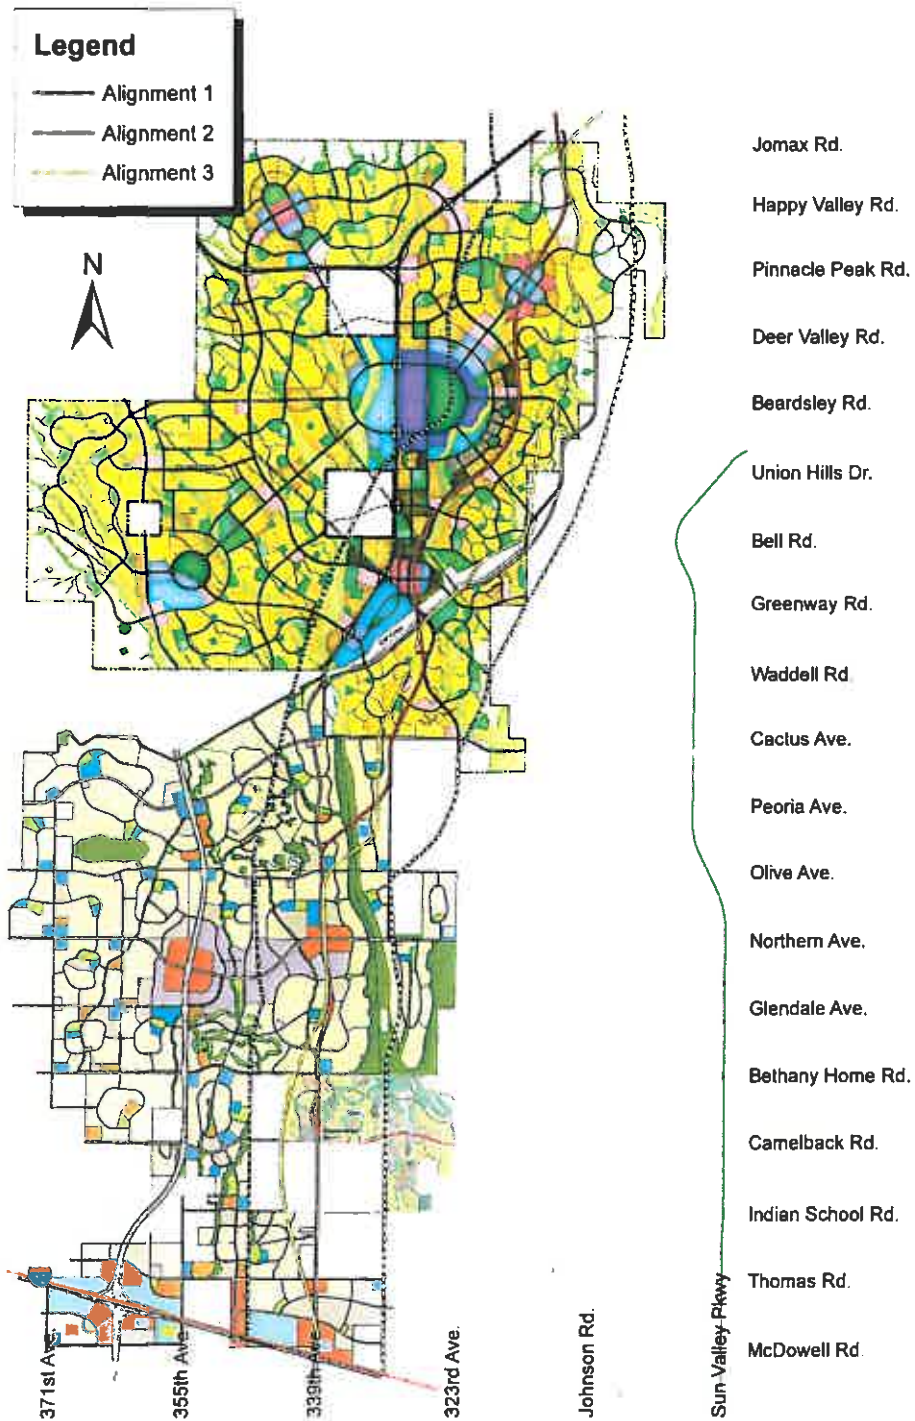 Legend
Alignment 1
Alignment 2
Alignment 3
N
Jomax Rd.
Happy Valley Rd.
Pinnacle Peak Rd.
Deer Valley Rd.
Beardsley Rd.
Union Hills Dr.
Bell Rd.
Greenway Rd.
Waddell Rd.
Cactus Ave.
Peoria Ave.
Olive Ave.
Northern Ave.
Glendale Ave.
Bethany Home Rd.
Camelback Rd.
Indian School Rd.
Thomas Rd.
McDowell Rd.
371st Ave.
355th Ave.
339th Ave.
323rd Ave.
Johnson Rd.
Sun Valley Pkwy